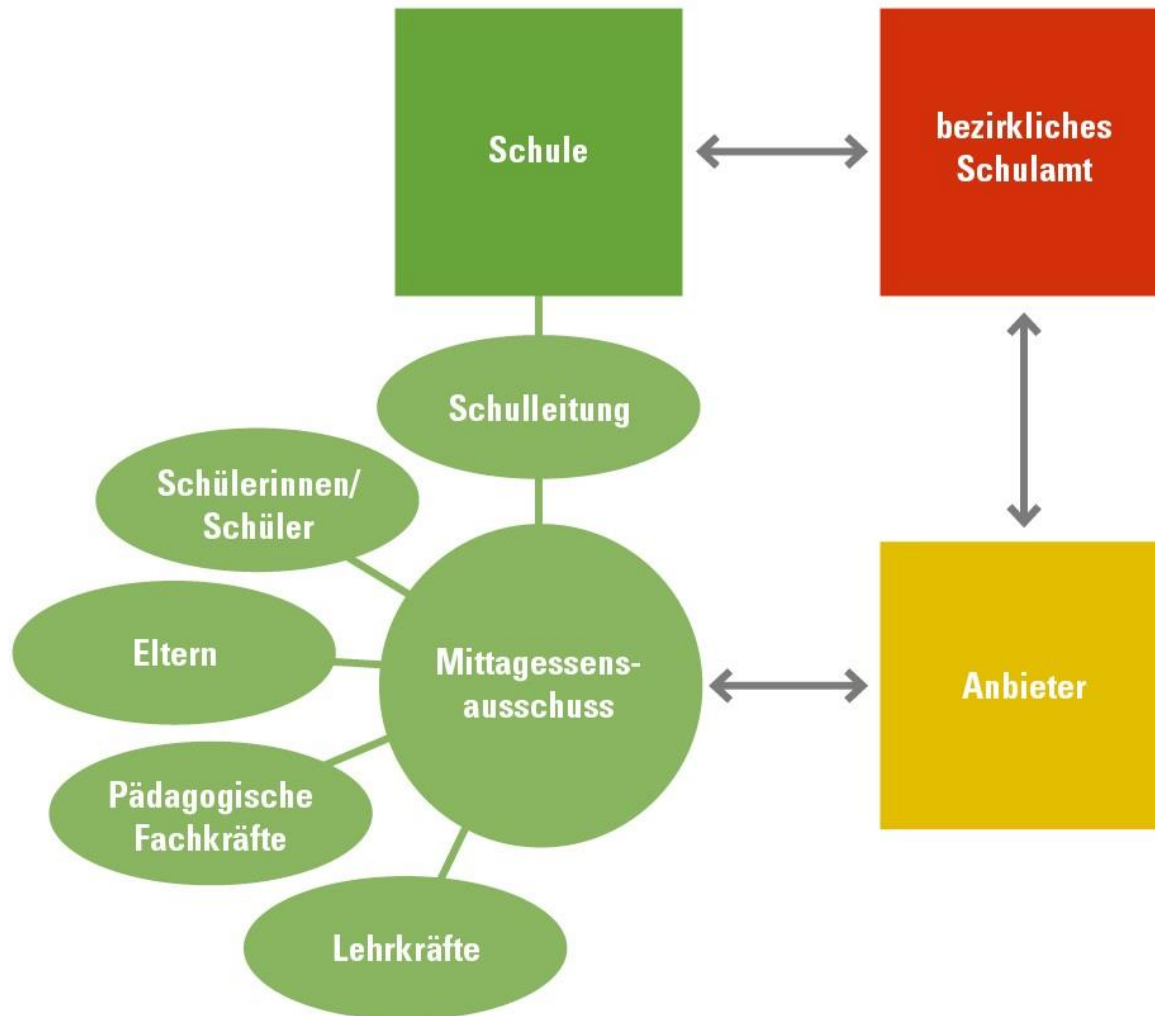 Schule
bezirkliches
Schulamt
Schulleitung
Schülerinnen/
Schüler
Eltern
Mittagessens-
ausschuss
Anbieter
Pädagogische
Fachkräfte
Lehrkräfte